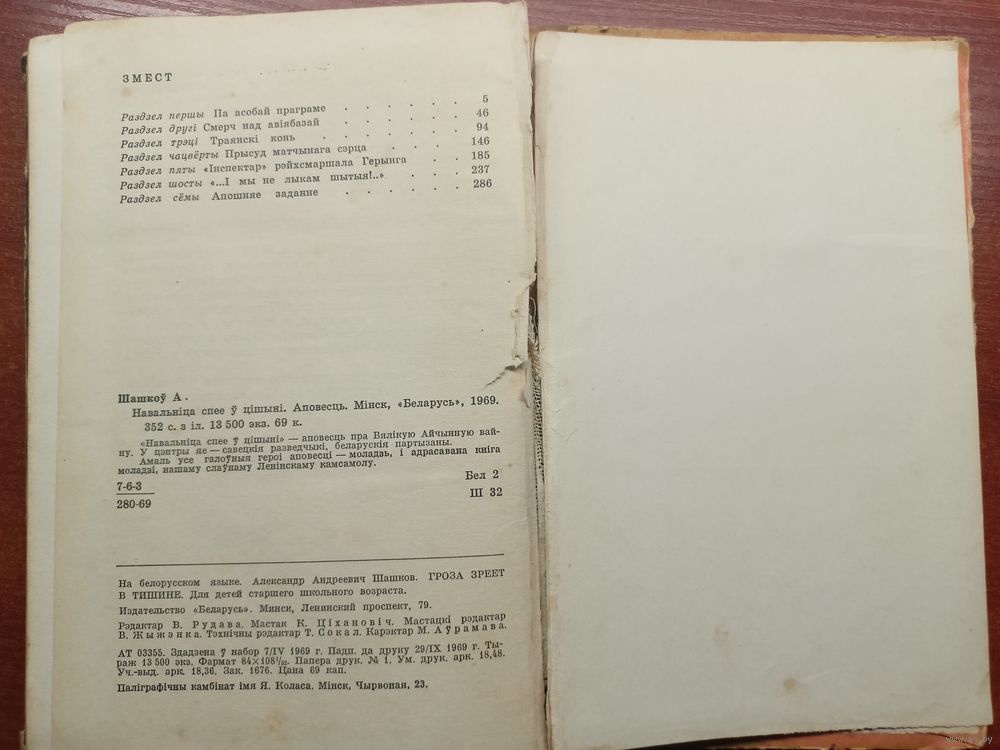 ЗМЕСТ
Раздзел першы Па асобай праграме . . . . . . 5
Раздзел другі Смерч над авіябазай . . . . . . 46
Раздзел трэці Траянскі конь . . . . . . 94
Раздзел чацвёрты Прысуд матчынага сэрца . . . 146
Раздзел пяты «Інспектар» рэйхсмаршала Герынга . . 185
Раздзел шосты «...І мы не лыкам шытыя!..» . . . 237
Раздзел сёмы Апошняе заданне . . . . . . 286
Шашкоў А.
Навальніца спее ў цішыні. Аповесць. Мінск, «Беларусь», 1969.
352 с. з іл. 13 500 экз. 69 к.
«Навальніца спее ў цішыні» — аповесць пра Вялікую Айчынную вай-
ну. У цэнтры яе — савецкія разведчыкі, беларускія партызаны.
Амаль усе галоўныя героі аповесці — моладзь, і адрасавана кніга
моладзі, нашаму слаўнаму Ленінскаму камсамолу.
7-6-3
280-69
Бел 2
Ш 32
На белорусском языке. Александр Андреевич Шашков. ГРОЗА ЗРЕЕТ
В ТИШИНЕ. Для детей старшего школьного возраста.
Издательство «Беларусь». Минск, Ленинский проспект, 79.
Рэдактар В. Рудава. Мастак К. Ціхановіч. Мастацкі рэдактар
В. Жыжэнка. Тэхнічны рэдактар Т. Сокал. Карэктар М. Аўрамава.
АТ 03355. Здадзена ў набор 7/IV 1969 г. Падп. да друку 29/IX 1969 г. Ты-
раж 13 500 экз. Фармат 84×108¹/₃₂. Папера друк. № 1. Ум. друк. арк. 18,48.
Уч.-выд. арк. 18,36. Зак. 1676. Цана 69 кап.
Паліграфічны камбінат імя Я. Коласа. Мінск, Чырвоная, 23.